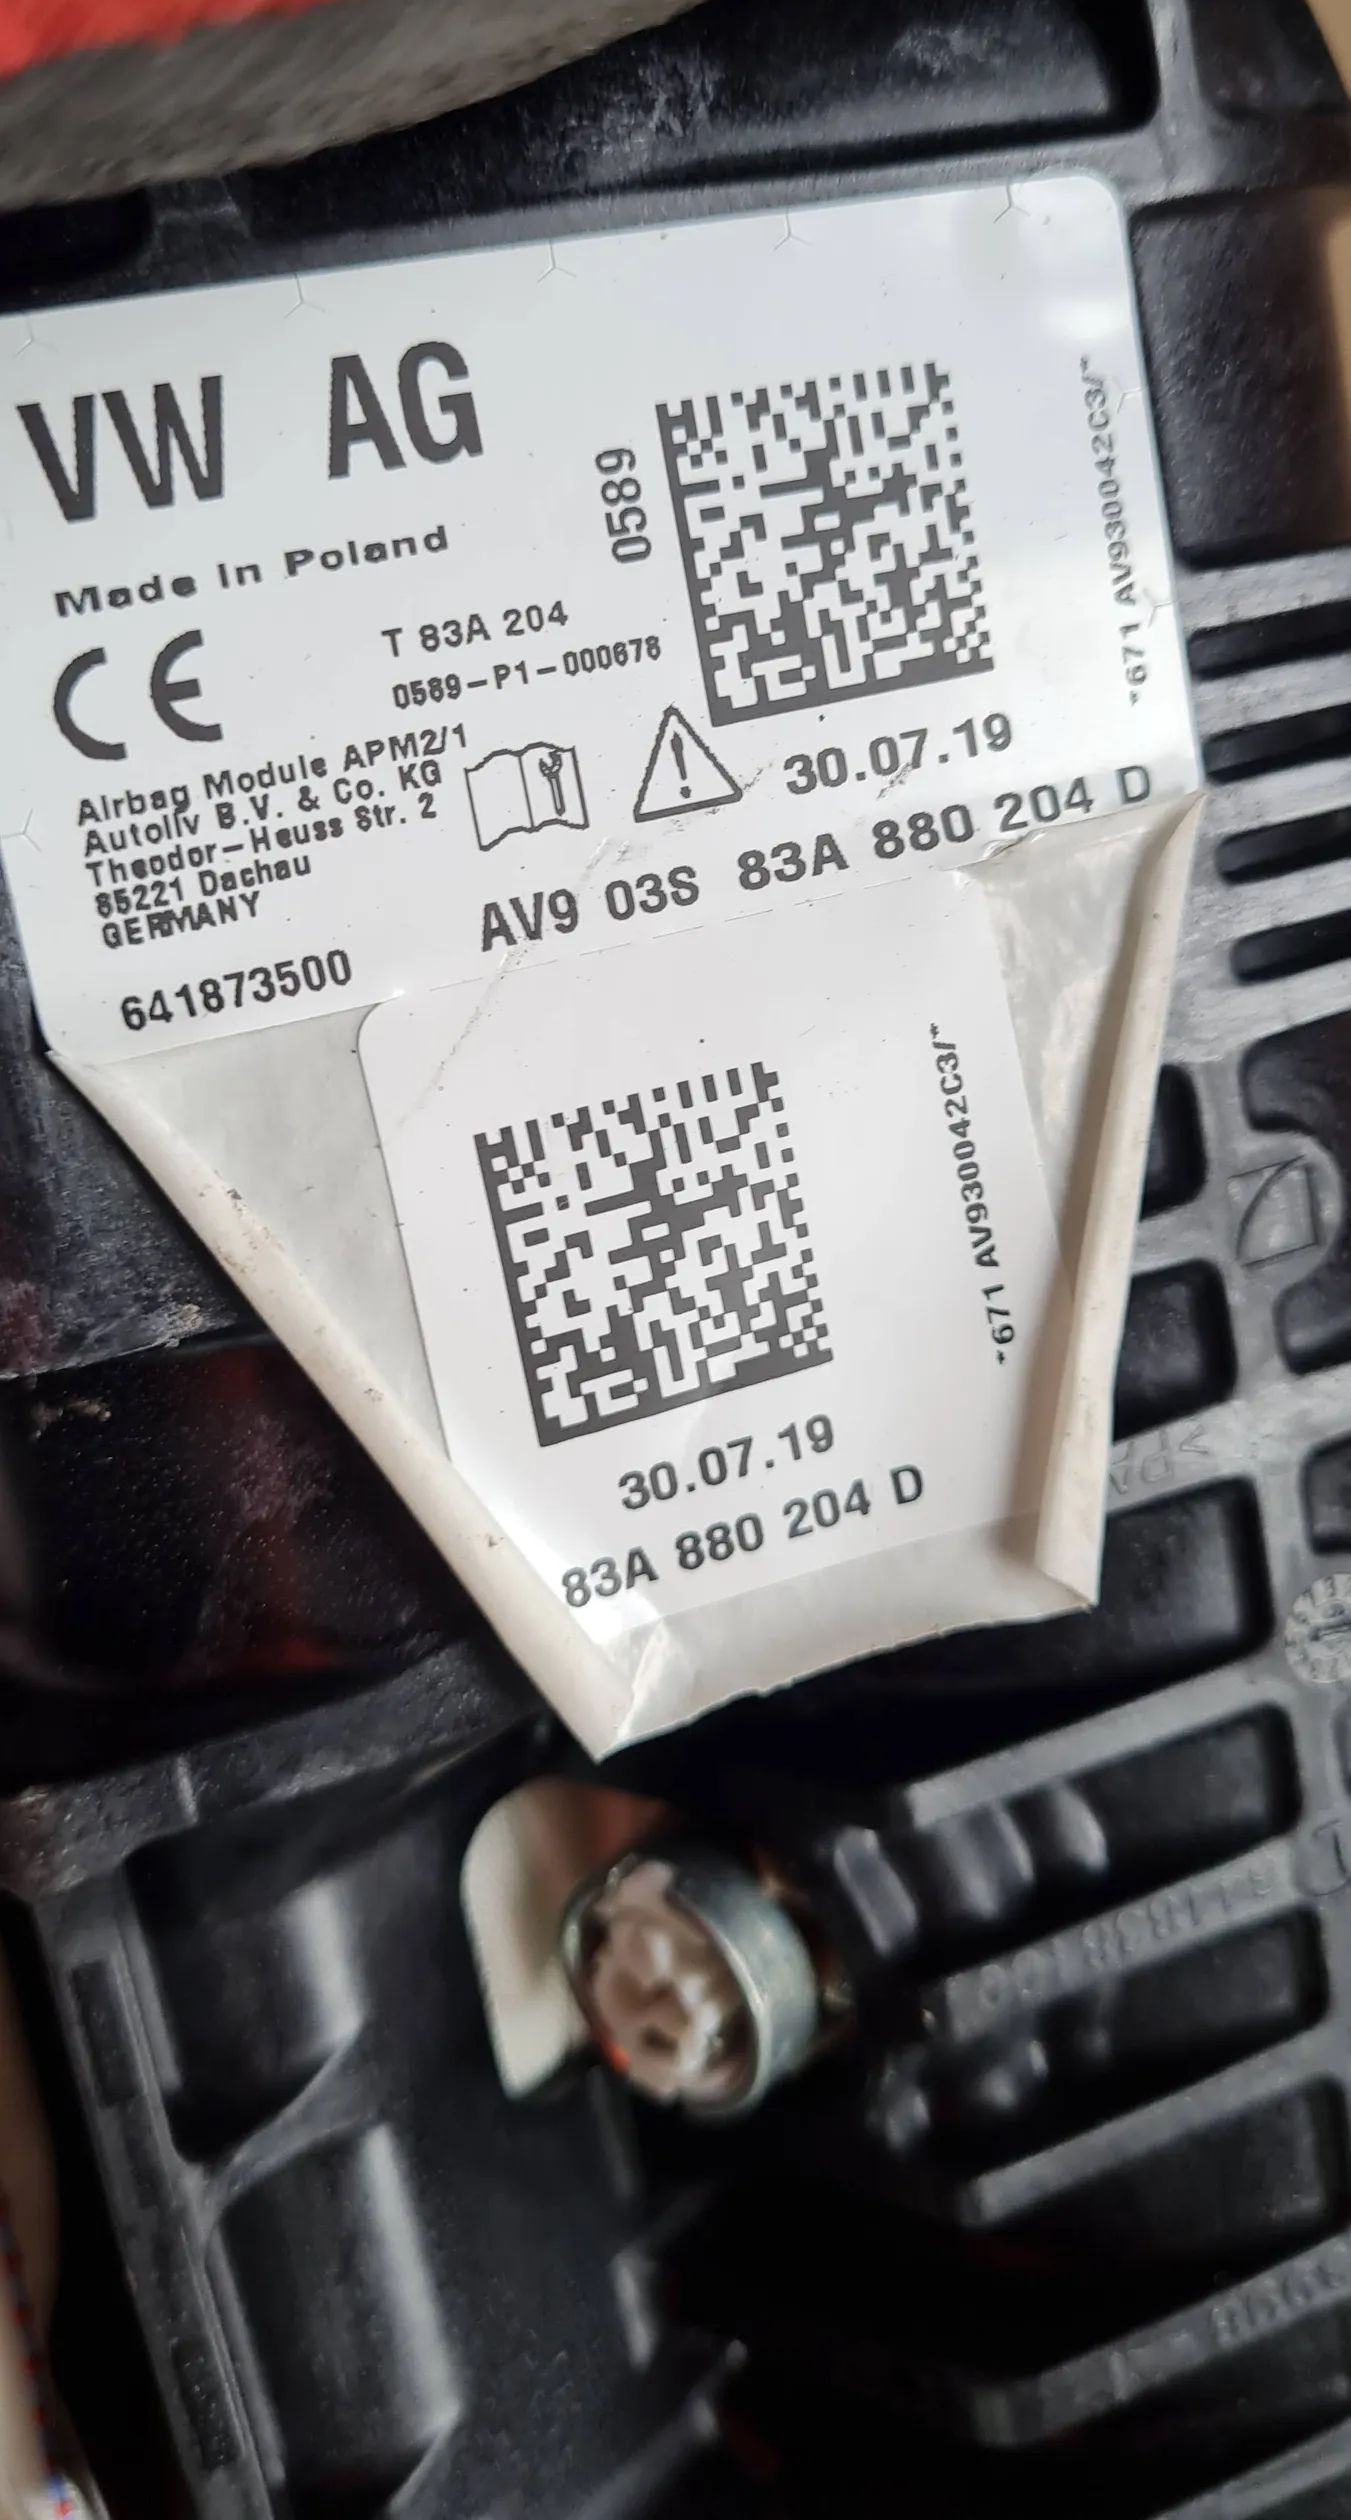 VW AG
Made in Poland
CE
T 83A 204
0589-P1-000678
0589
*671 AV930042C3/*
Airbag Module APM2/1
Autoliv B.V. & Co. KG
Theodor-Heuss Str. 2
85221 Dachau
GERMANY
30.07.19
641873500
AV9 03S 83A 880 204 D
*671 AV930042C3/*
30.07.19
83A 880 204 D